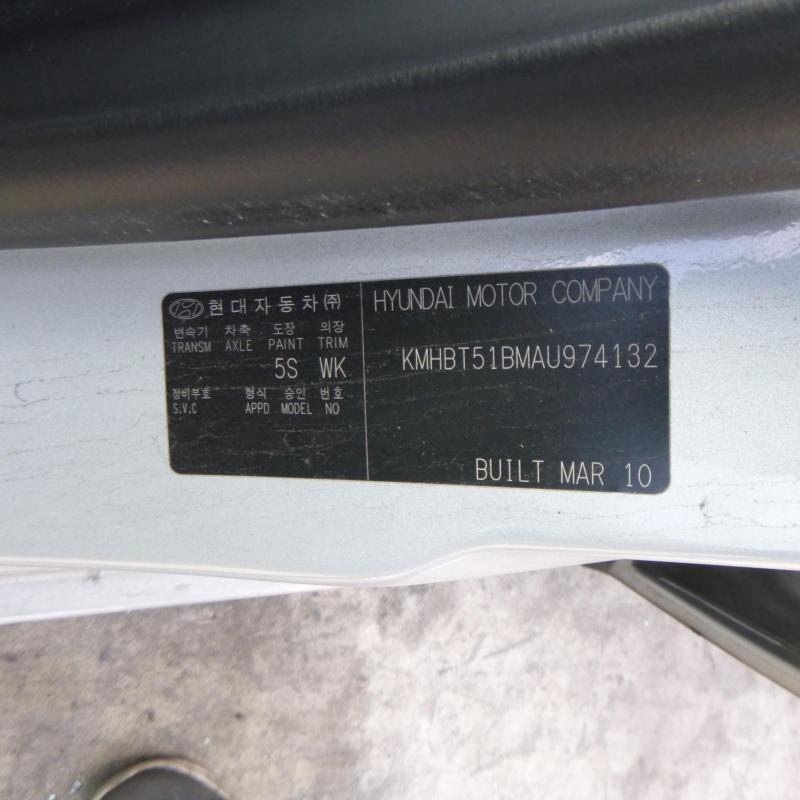 현대자동차(주)
변속기 차축 도장 의장
TRANSM AXLE PAINT TRIM
5S WK
정비부호 형식 승인 번호
S.V.C APPD MODEL NO
HYUNDAI MOTOR COMPANY
KMHBT51BMAU974132
BUILT MAR 10